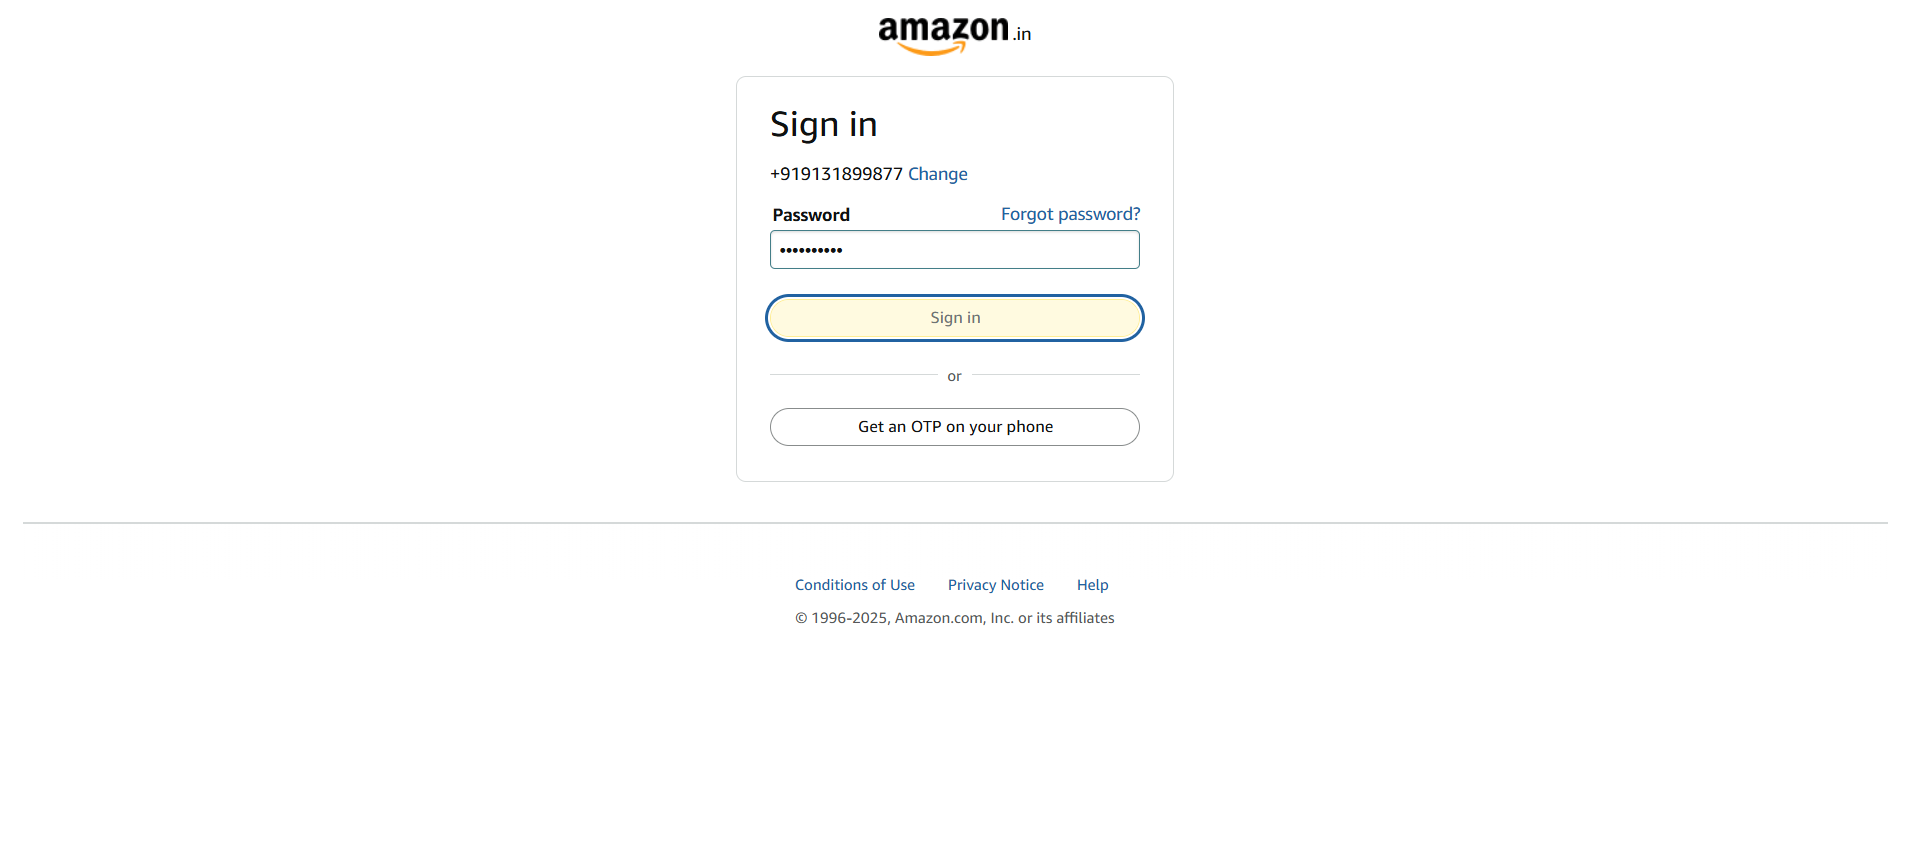 amazon.in
Sign in
+919131899877 Change
Password Forgot password?
••••••••••
Sign in
or
Get an OTP on your phone
Conditions of Use Privacy Notice Help
© 1996-2025, Amazon.com, Inc. or its affiliates